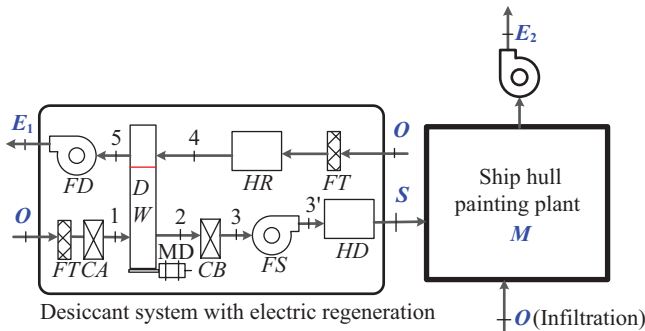 E₂
E₁
5
4
O
FD
D
W
HR
FT
3'
S
Ship hull
painting plant
M
O
1
2
3
FT
CA
MD
CB
FS
HD
Desiccant system with electric regeneration
O (Infiltration)